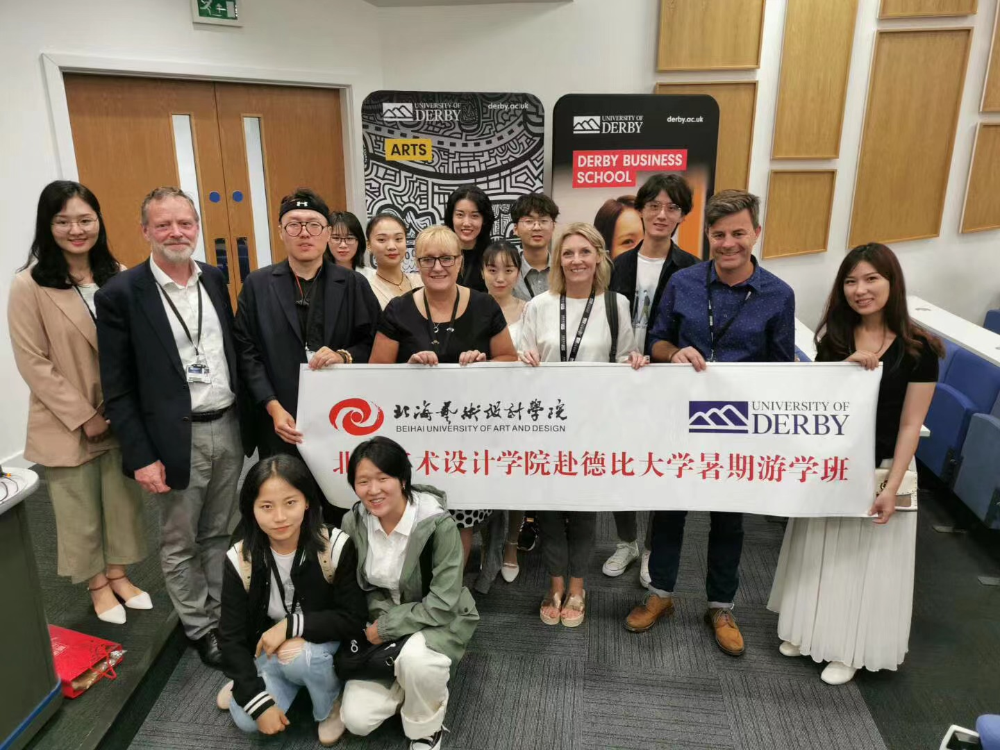 UNIVERSITY OF
DERBY
derby.ac.uk
ARTS
UNIVERSITY OF
DERBY
derby.ac.uk
DERBY BUSINESS
SCHOOL
北海艺术设计学院
BEIHAI UNIVERSITY OF ART AND DESIGN
UNIVERSITY OF
DERBY
北 术设计学院赴德比大学暑期游学班